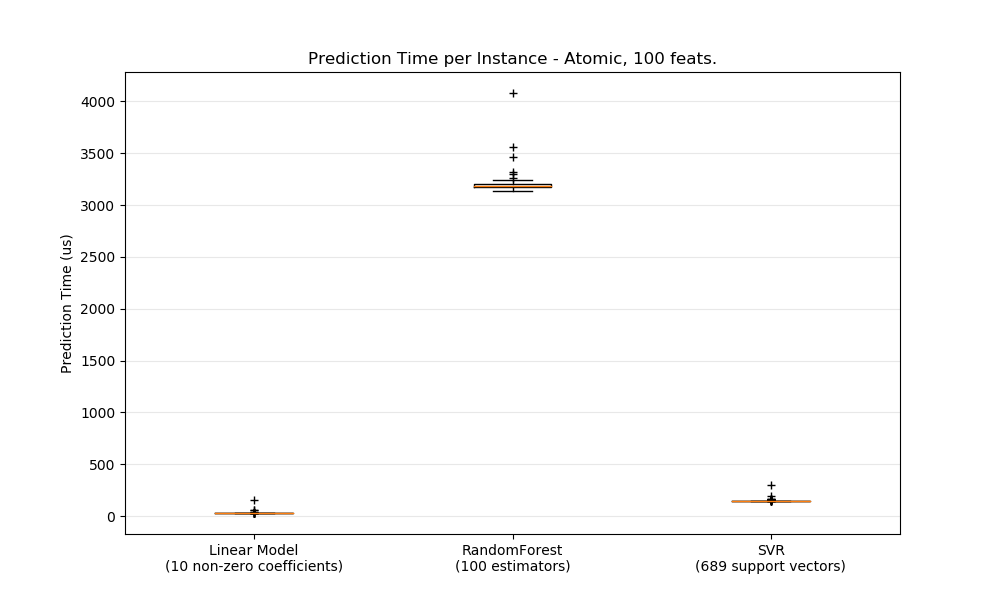 Prediction Time per Instance - Atomic, 100 feats.
4000
3500
3000
2500
2000
1500
1000
500
0
Prediction Time (us)
Linear Model
(10 non-zero coefficients)
RandomForest
(100 estimators)
SVR
(689 support vectors)